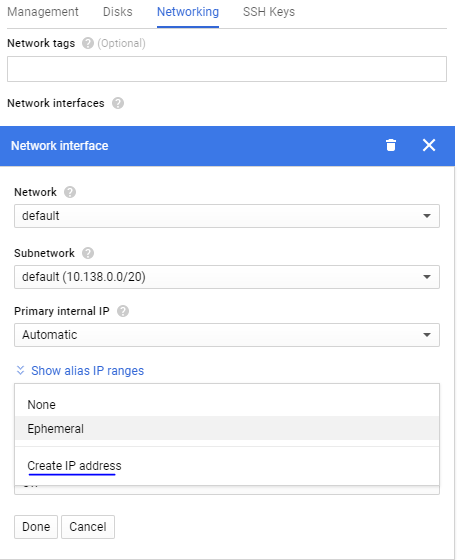 Management Disks Networking SSH Keys
Network tags ? (Optional)
Network interfaces ?
Network interface
Network ?
default
Subnetwork ?
default (10.138.0.0/20)
Primary internal IP ?
Automatic
Show alias IP ranges
None
Ephemeral
Create IP address
Done Cancel